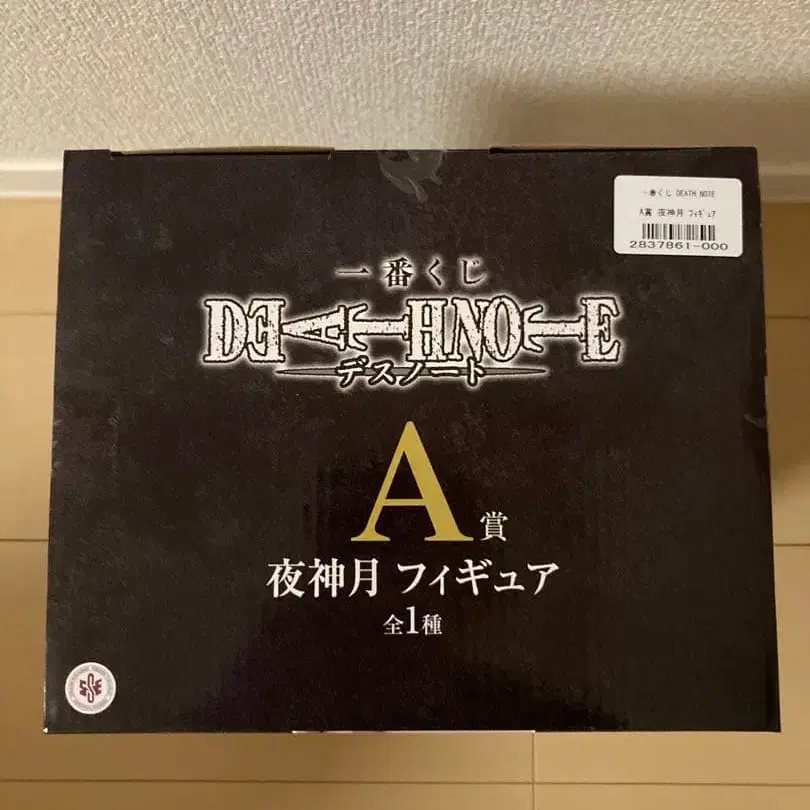 一番くじ DEATH NOTE
A賞 夜神月 ﾌｨｷﾞｭｱ
2837861-000
一番くじ
DEATH NOTE
デスノート
A賞
夜神月 フィギュア
全1種